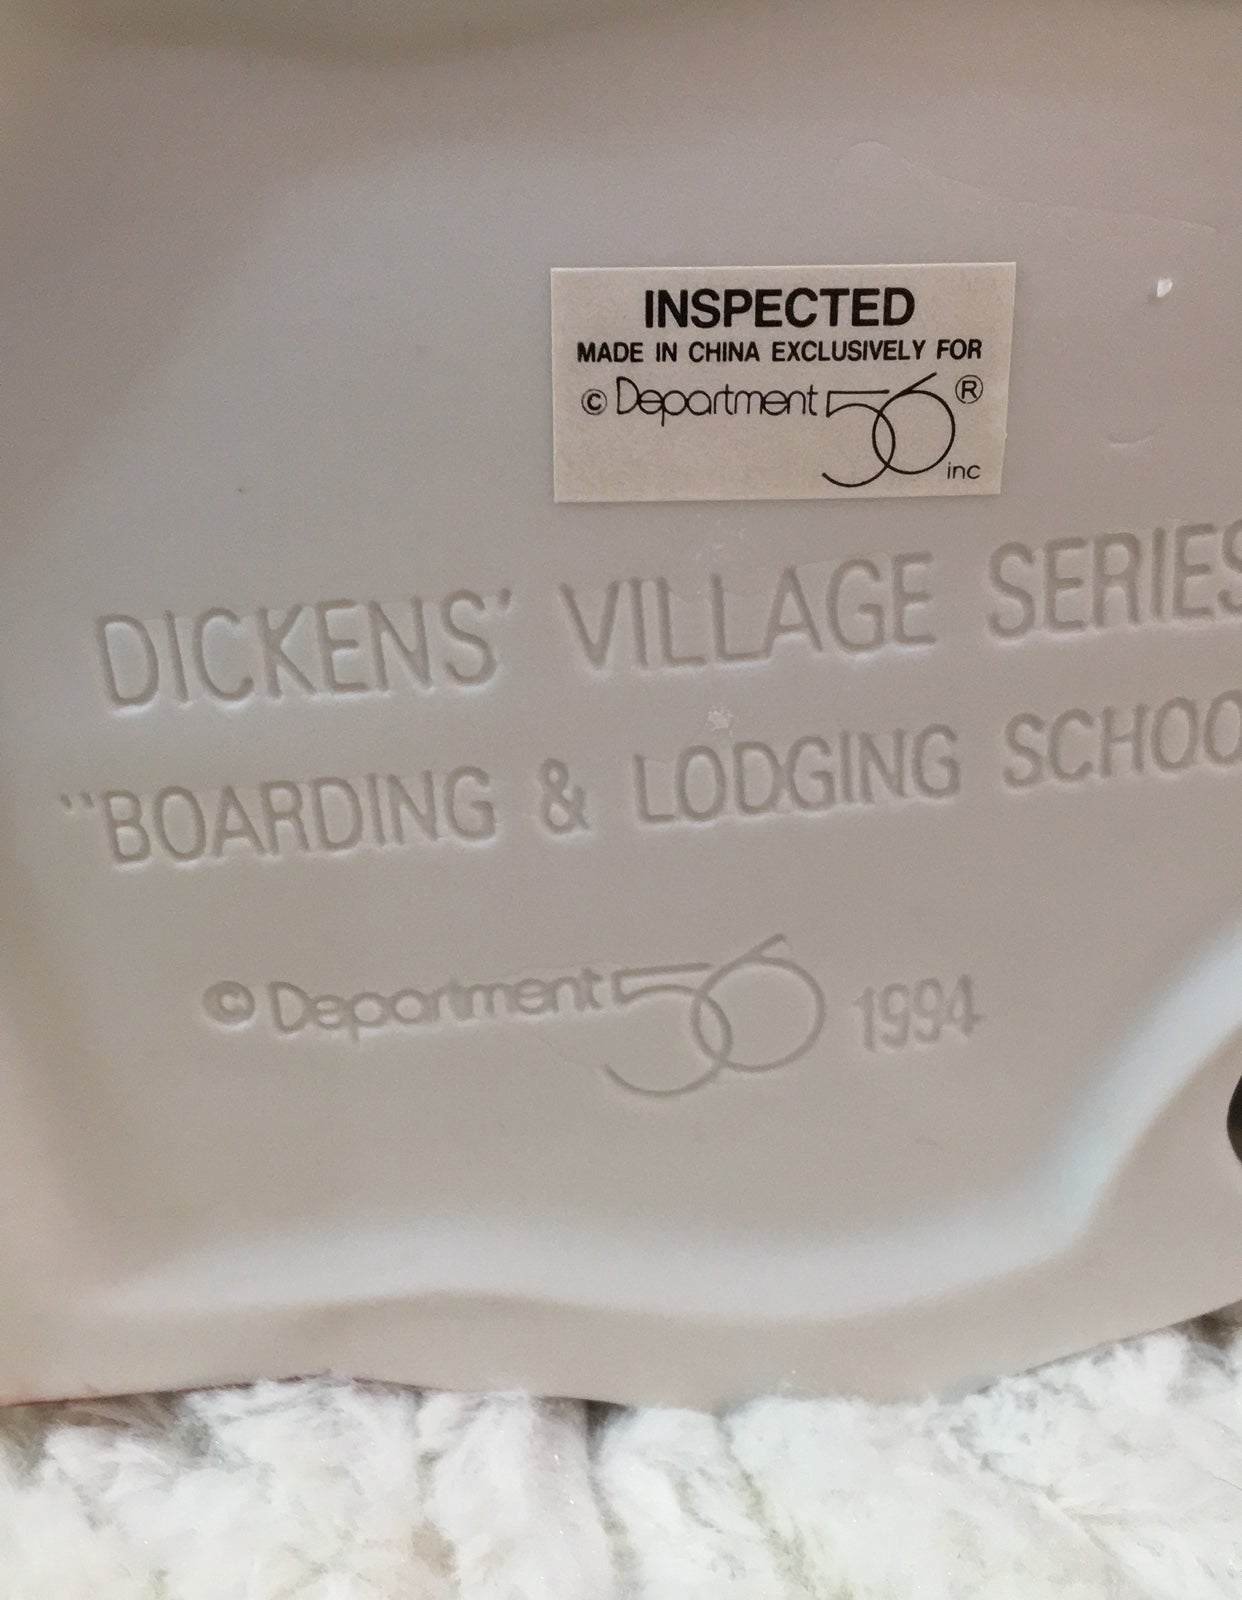 INSPECTED
MADE IN CHINA EXCLUSIVELY FOR
© Department 56 ®
inc
DICKENS' VILLAGE SERIES
"BOARDING & LODGING SCHOO
© Department 56 1994